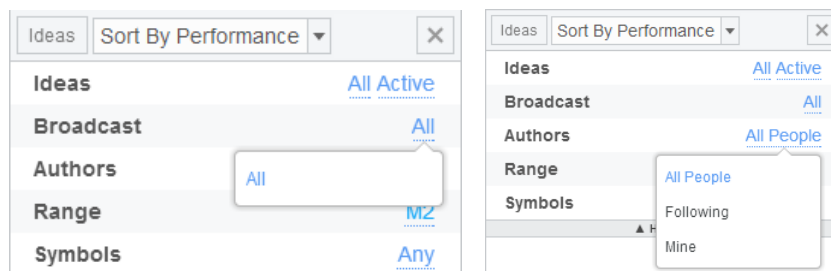 Ideas Sort By Performance
Ideas All Active
Broadcast All
Authors
All
Range M2
Symbols Any
Ideas Sort By Performance
Ideas All Active
Broadcast All
Authors All People
Range
All People
Symbols
Following
Mine